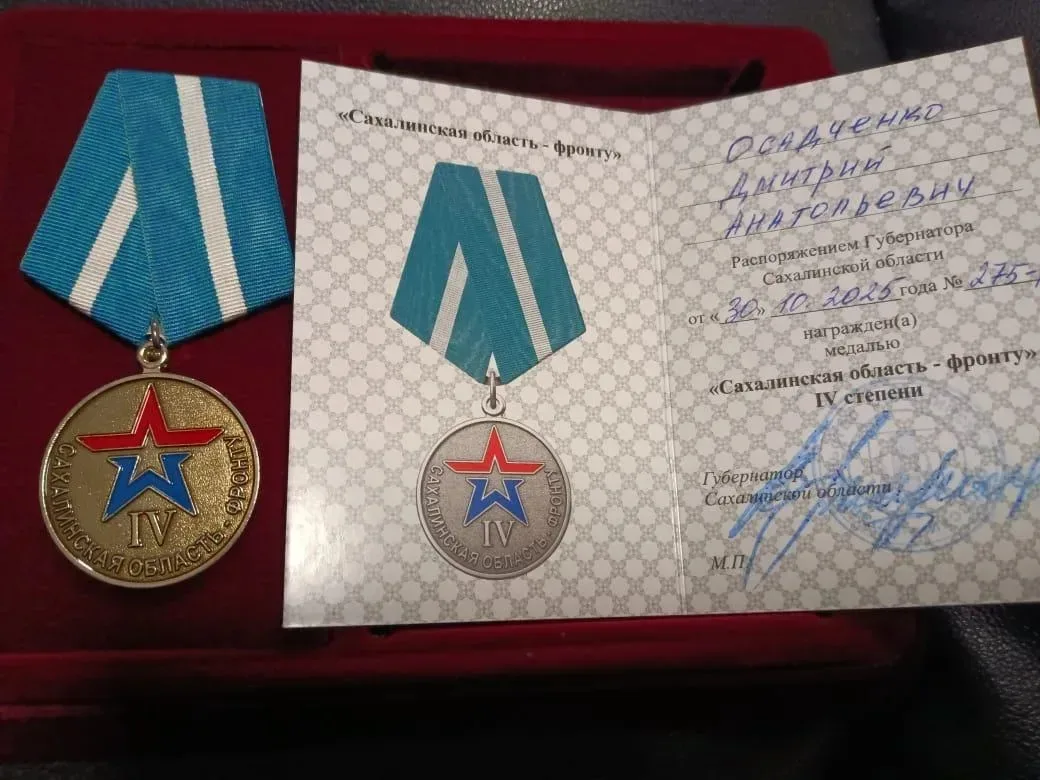 САХАЛИНСКАЯ ОБЛАСТЬ - ФРОНТУ
IV
«Сахалинская область - фронту»
САХАЛИНСКАЯ ОБЛАСТЬ - ФРОНТУ
IV
ОСАДЧЕНКО
ДМИТРИЙ
АНАТОЛЬЕВИЧ
Распоряжением Губернатора
Сахалинской области
от «30» 10.2025 года № 275-
награжден(а)
медалью
«Сахалинская область - фронту»
IV степени
Губернатор
Сахалинской области
М.П.